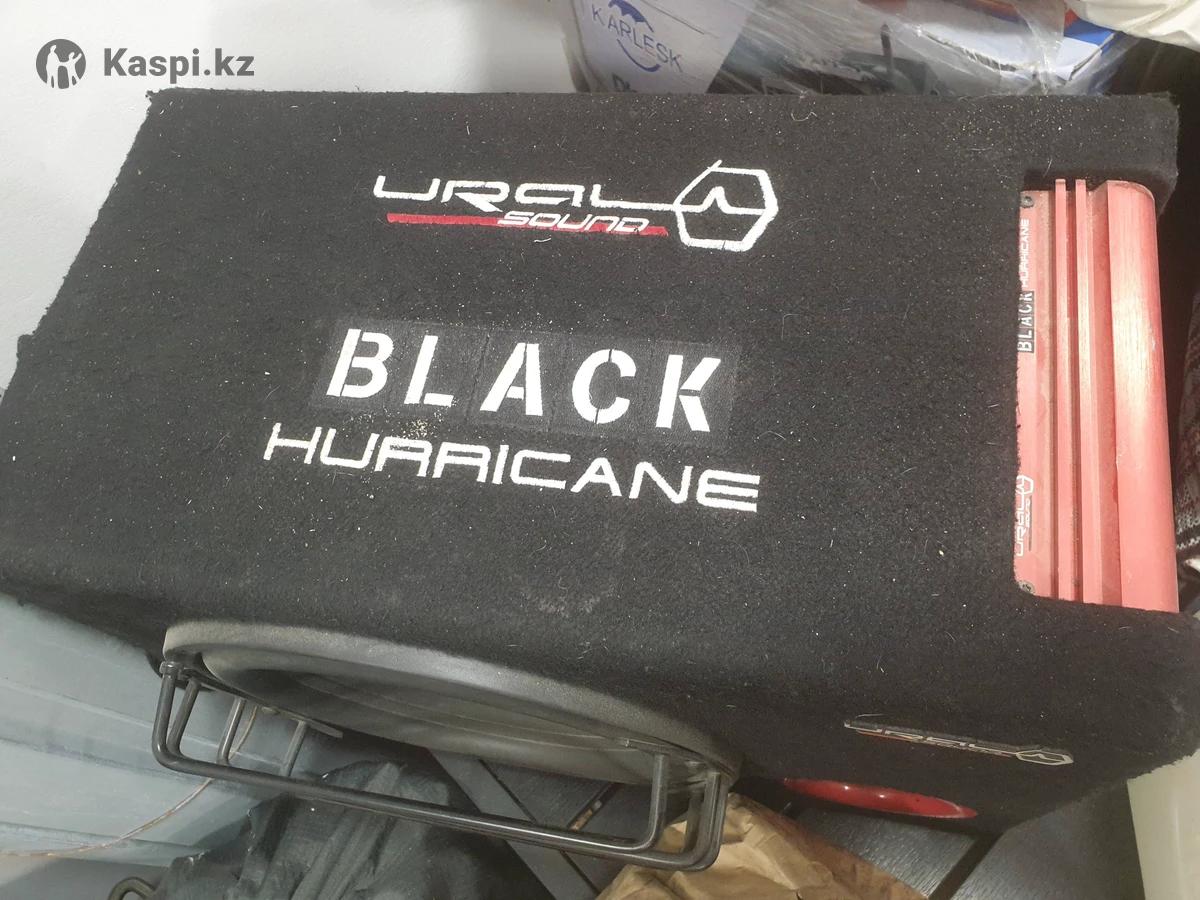 Kaspi.kz
KARLESK
URAL
SOUND
BLACK
HURRICANE
BLACK HURRICANE
URAL
SOUND
URAL